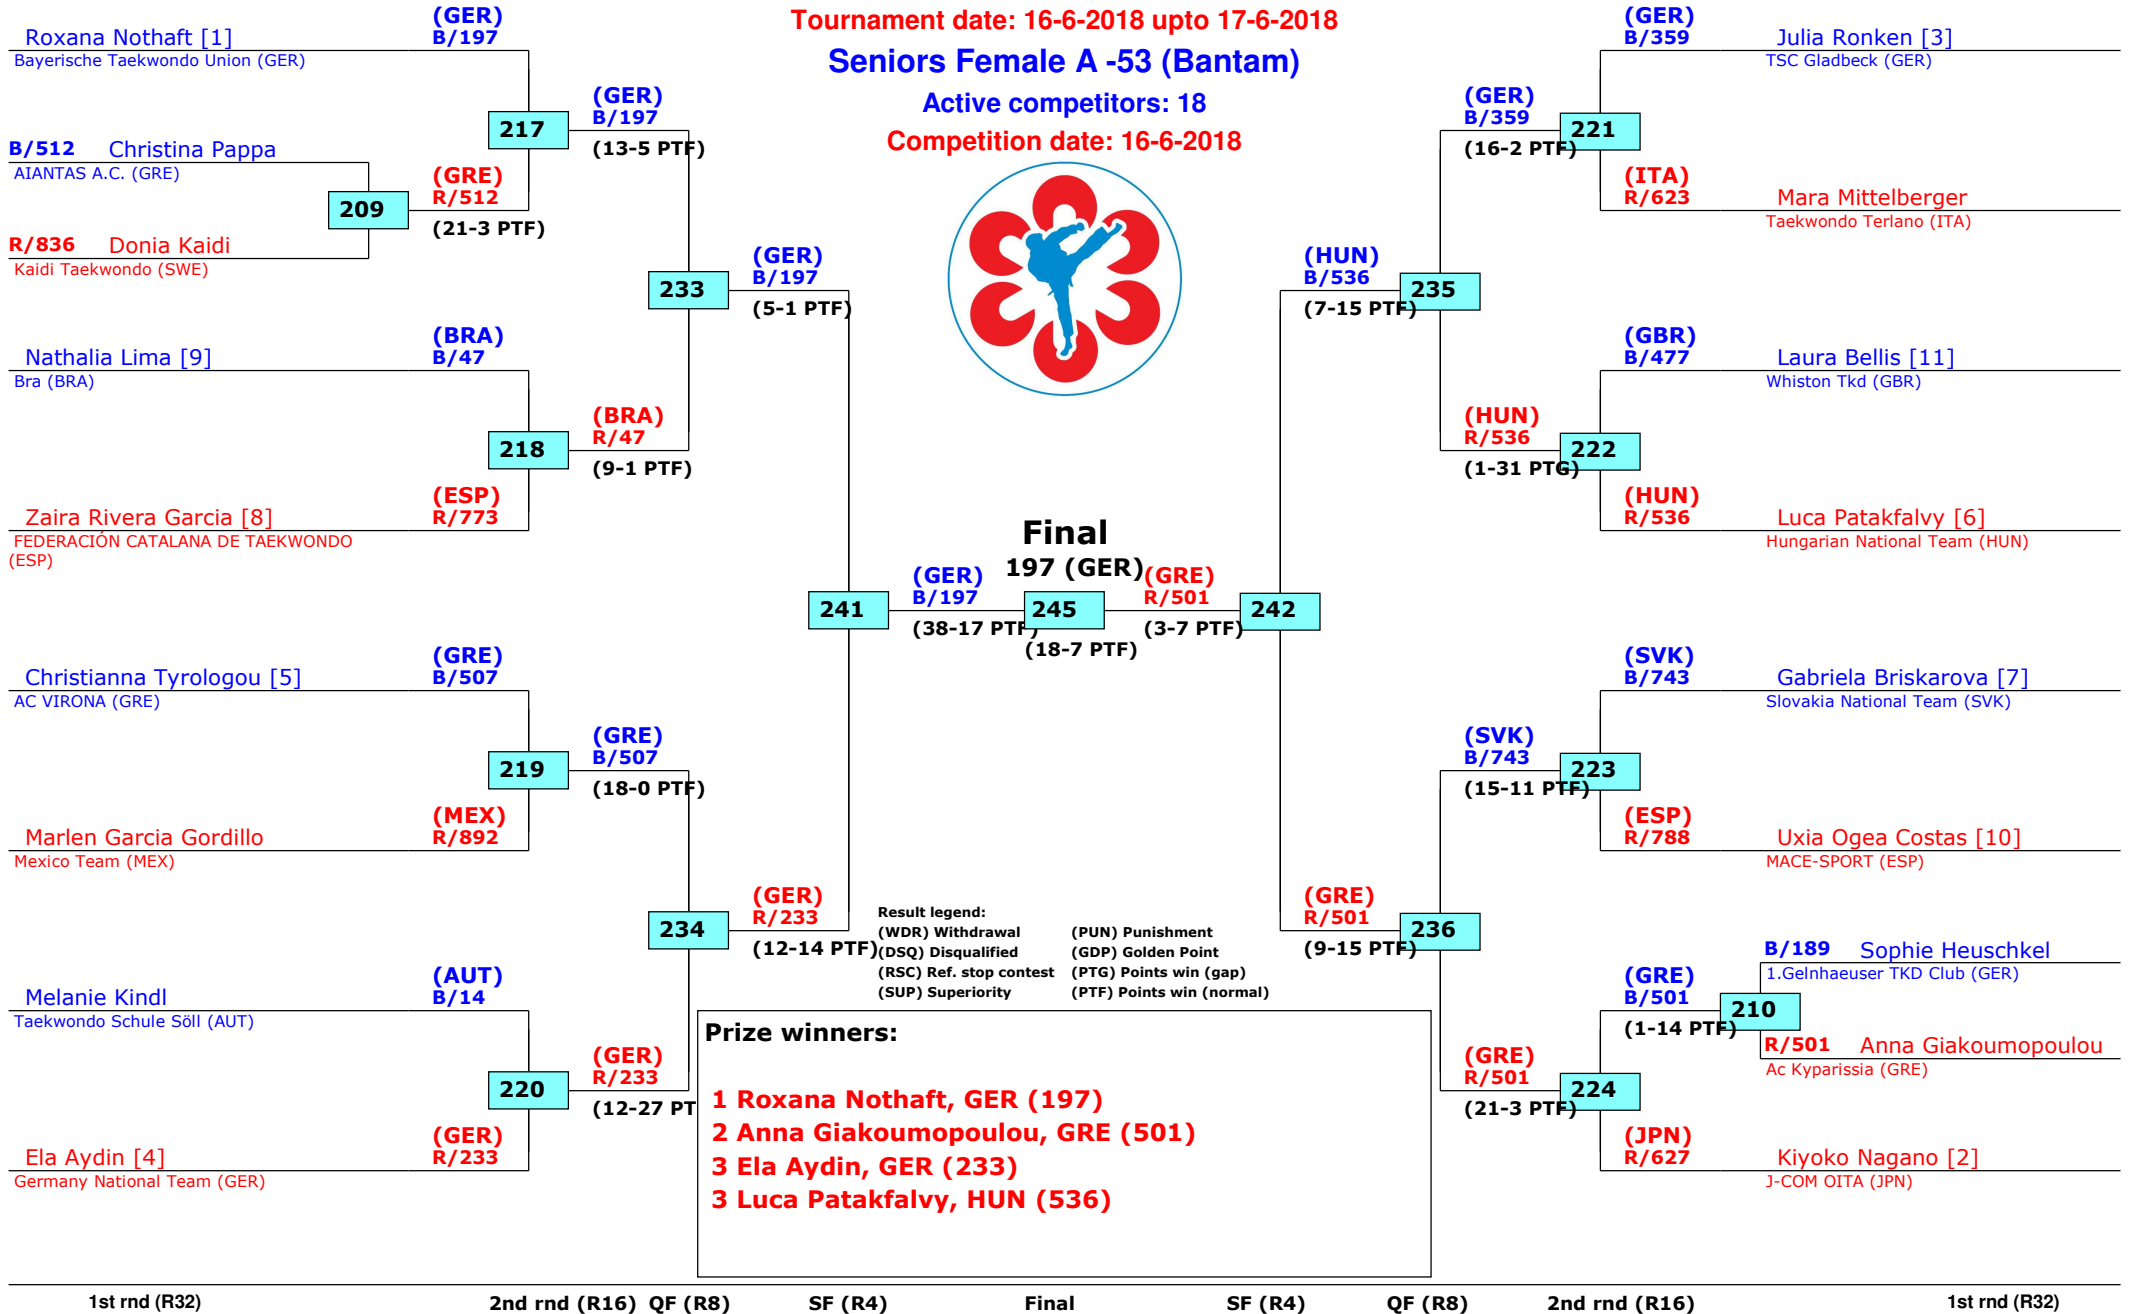 Tournament date: 16-6-2018 upto 17-6-2018
Seniors Female A -53 (Bantam)
Active competitors: 18
Competition date: 16-6-2018
Roxana Nothaft [1]
Bayerische Taekwondo Union (GER)
(GER)
B/197
B/512 Christina Pappa
AIANTAS A.C. (GRE)
209
R/836 Donia Kaidi
Kaidi Taekwondo (SWE)
(GRE)
R/512
(21-3 PTF)
217
(GER)
B/197
(13-5 PTF)
Nathalia Lima [9]
Bra (BRA)
(BRA)
B/47
218
Zaira Rivera Garcia [8]
FEDERACIÓN CATALANA DE TAEKWONDO
(ESP)
(ESP)
R/773
(BRA)
R/47
(9-1 PTF)
233
(GER)
B/197
(5-1 PTF)
Christianna Tyrologou [5]
AC VIRONA (GRE)
(GRE)
B/507
219
Marlen Garcia Gordillo
Mexico Team (MEX)
(MEX)
R/892
(GRE)
B/507
(18-0 PTF)
Melanie Kindl
Taekwondo Schule Söll (AUT)
(AUT)
B/14
220
Ela Aydin [4]
Germany National Team (GER)
(GER)
R/233
(GER)
R/233
(12-27 PT
234
(GER)
R/233
(12-14 PTF)
241
(GER)
B/197
(38-17 PTF)
Final
197 (GER)
245
(18-7 PTF)
(GRE)
R/501
(3-7 PTF)
242
(HUN)
B/536
(7-15 PTF)
235
(GER)
B/359
(16-2 PTF)
221
(GER)
B/359
Julia Ronken [3]
TSC Gladbeck (GER)
(ITA)
R/623
Mara Mittelberger
Taekwondo Terlano (ITA)
(HUN)
R/536
(1-31 PTG)
222
(GBR)
B/477
Laura Bellis [11]
Whiston Tkd (GBR)
(HUN)
R/536
Luca Patakfalvy [6]
Hungarian National Team (HUN)
(GRE)
R/501
(9-15 PTF)
236
(SVK)
B/743
(15-11 PTF)
223
(SVK)
B/743
Gabriela Briskarova [7]
Slovakia National Team (SVK)
(ESP)
R/788
Uxia Ogea Costas [10]
MACE-SPORT (ESP)
(GRE)
R/501
(21-3 PTF)
224
(GRE)
B/501
(1-14 PTF)
210
B/189 Sophie Heuschkel
1.Gelnhaeuser TKD Club (GER)
R/501 Anna Giakoumopoulou
Ac Kyparissia (GRE)
(JPN)
R/627
Kiyoko Nagano [2]
J-COM OITA (JPN)
Result legend:
(WDR) Withdrawal (PUN) Punishment
(DSQ) Disqualified (GDP) Golden Point
(RSC) Ref. stop contest (PTG) Points win (gap)
(SUP) Superiority (PTF) Points win (normal)
Prize winners:
1 Roxana Nothaft, GER (197)
2 Anna Giakoumopoulou, GRE (501)
3 Ela Aydin, GER (233)
3 Luca Patakfalvy, HUN (536)
1st rnd (R32) 2nd rnd (R16) QF (R8) SF (R4) Final SF (R4) QF (R8) 2nd rnd (R16) 1st rnd (R32)